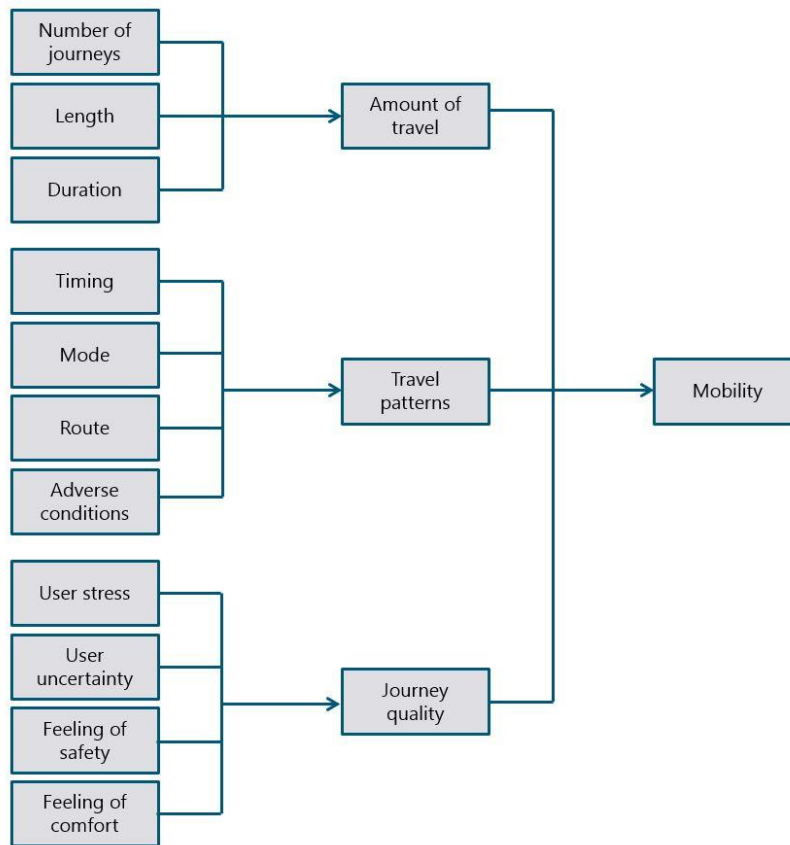 Number of
journeys
Length
Duration
Amount of
travel
Timing
Mode
Route
Adverse
conditions
Travel
patterns
Mobility
User stress
User
uncertainty
Feeling of
safety
Feeling of
comfort
Journey
quality